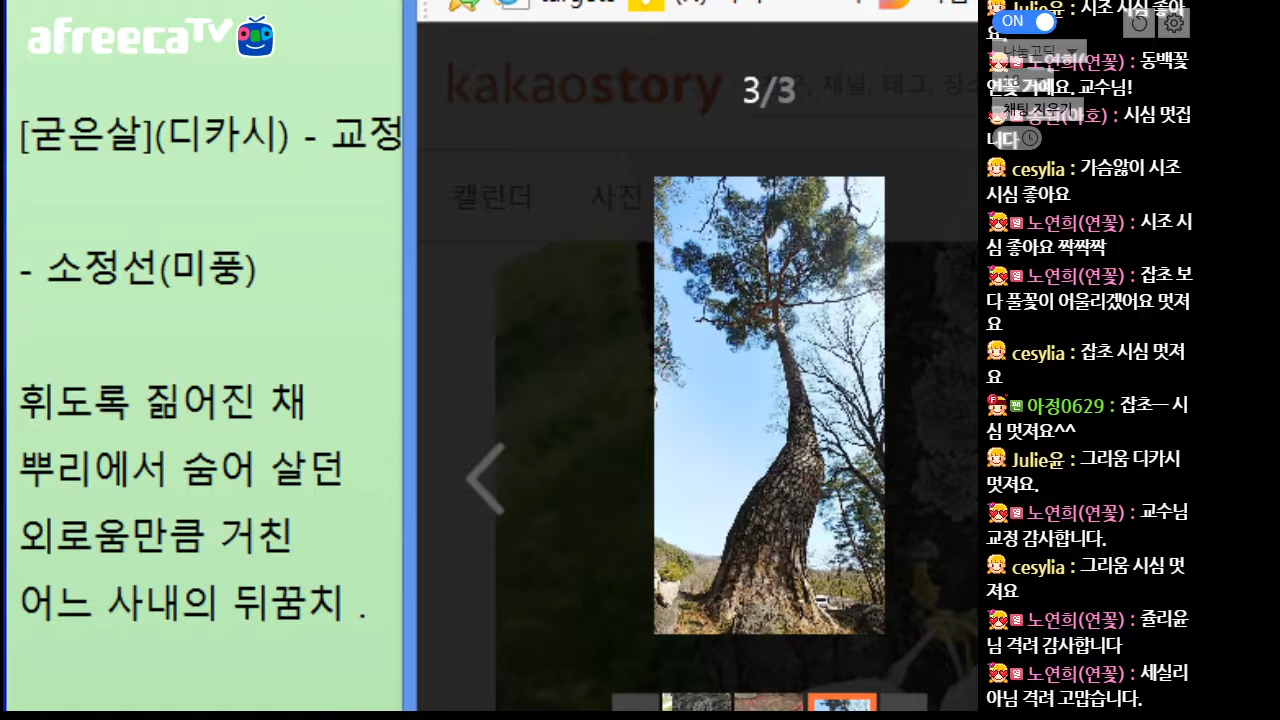 afreecaTV
[굳은살](디카시) - 교정
- 소정선(미풍)
휘도록 짊어진 채
뿌리에서 숨어 살던
외로움만큼 거친
어느 사내의 뒤꿈치 .
kakaostory
3/3
채널, 태그, 장소
캘린더
사진
Julie윤 : 시조 시심 좋아
요.
ON
나눔고딕
18
채팅 지우기
노연희(연꽃) : 동백꽃
연꽃 거예요. 교수님!
: 시심 멋집
니다
cesylia : 가슴앓이 시조
시심 좋아요
노연희(연꽃) : 시조 시
심 좋아요 짝짝짝
노연희(연꽃) : 잡초 보
다 풀꽃이 어울리겠어요 멋져
요
cesylia : 잡초 시심 멋져
요
아정0629 : 잡초ㅡ 시
심 멋져요^^
Julie윤 : 그리움 디카시
멋져요.
노연희(연꽃) : 교수님
교정 감사합니다.
cesylia : 그리움 시심 멋
져요
노연희(연꽃) : 쥴리윤
님 격려 감사합니다
노연희(연꽃) : 세실리
아님 격려 고맙습니다.